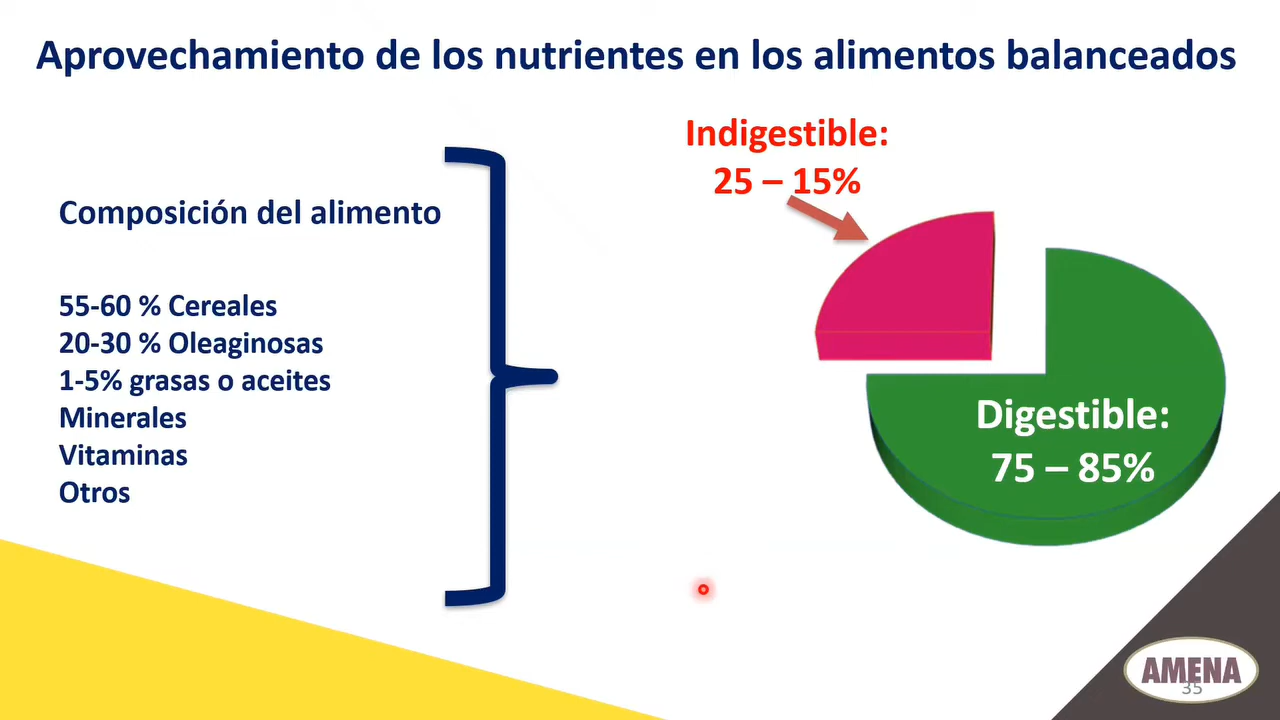 Aprovechamiento de los nutrientes en los alimentos balanceados
Composición del alimento
55-60 % Cereales
20-30 % Oleaginosas
1-5% grasas o aceites
Minerales
Vitaminas
Otros
Indigestible:
25 – 15%
Digestible:
75 – 85%
AMENA
35